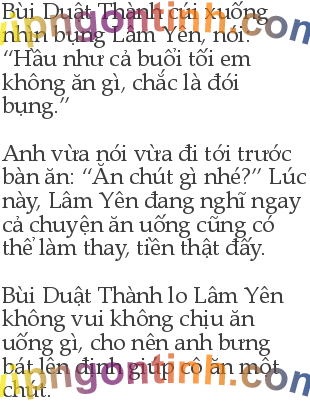 Bùi Duật Thành cúi xuống
nhìn bụng Lâm Yên, nói:
“Hầu như cả buổi tối em
không ăn gì, chắc là đói
bụng.”
Anh vừa nói vừa đi tới trước
bàn ăn: “Ăn chút gì nhé?” Lúc
này, Lâm Yên đang nghĩ ngay
cả chuyện ăn uống cũng có
thể làm thay, tiền thật đấy.
Bùi Duật Thành lo Lâm Yên
không vui không chịu ăn
uống gì, cho nên anh bưng
bát lên định giúp cô ăn một
chút.
vipngontinh.com
vipngontinh.com